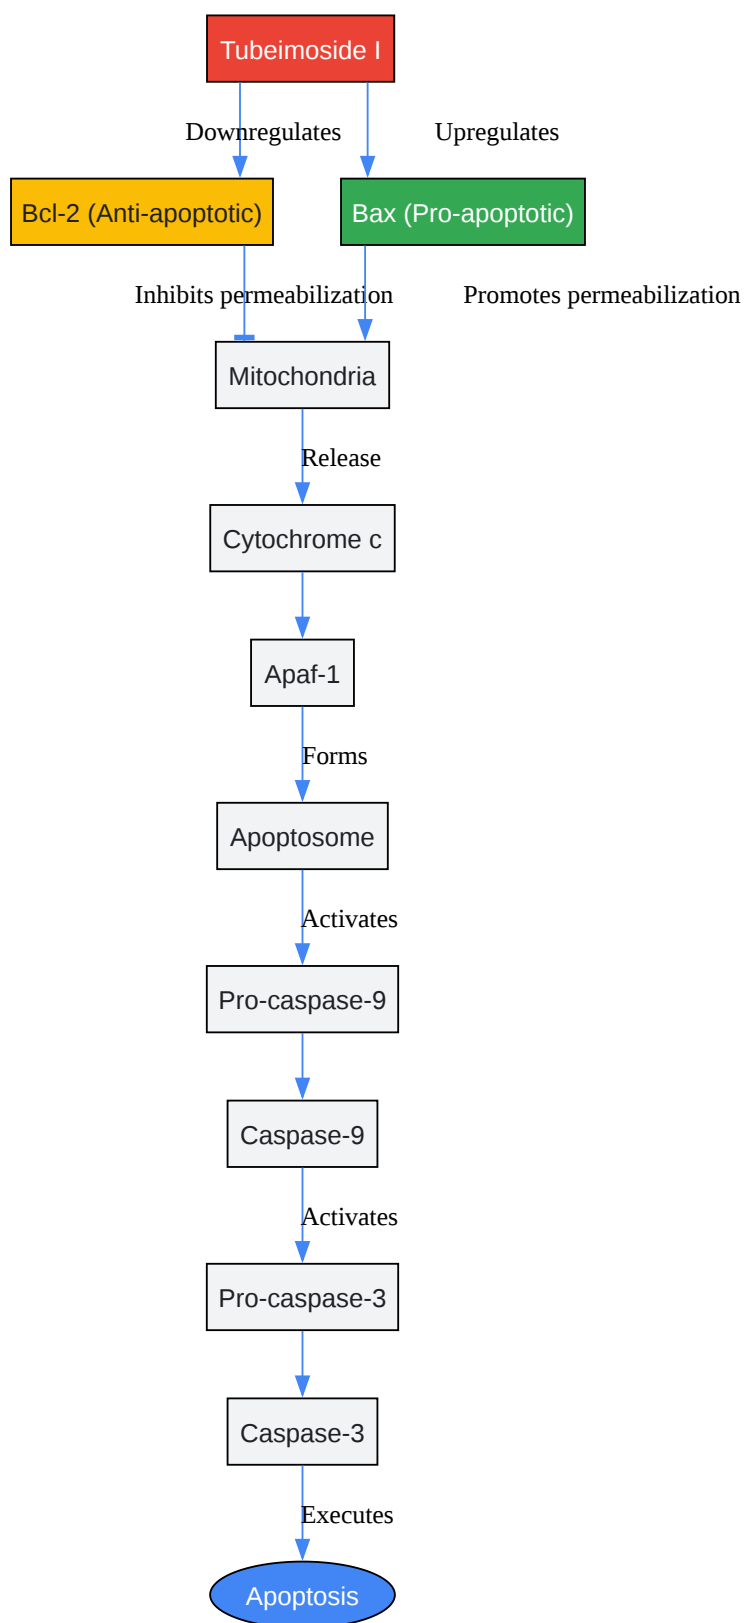 Tubeimoside I
Downregulates
Upregulates
Bcl-2 (Anti-apoptotic)
Bax (Pro-apoptotic)
Inhibits permeabilization
Promotes permeabilization
Mitochondria
Release
Cytochrome c
Apaf-1
Forms
Apoptosome
Activates
Pro-caspase-9
Caspase-9
Activates
Pro-caspase-3
Caspase-3
Executes
Apoptosis